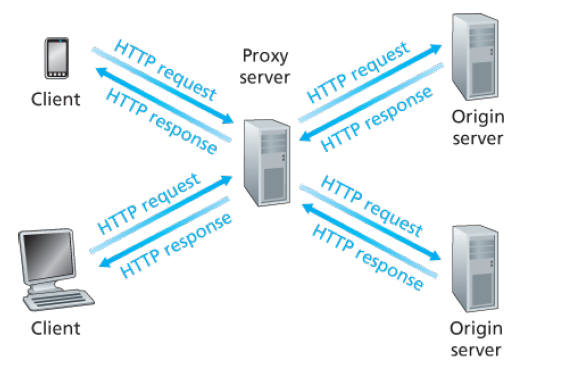 HTTP request
HTTP response
Client
Proxy
server
HTTP request
HTTP response
Origin
server
HTTP request
HTTP response
Client
HTTP request
HTTP response
Origin
server